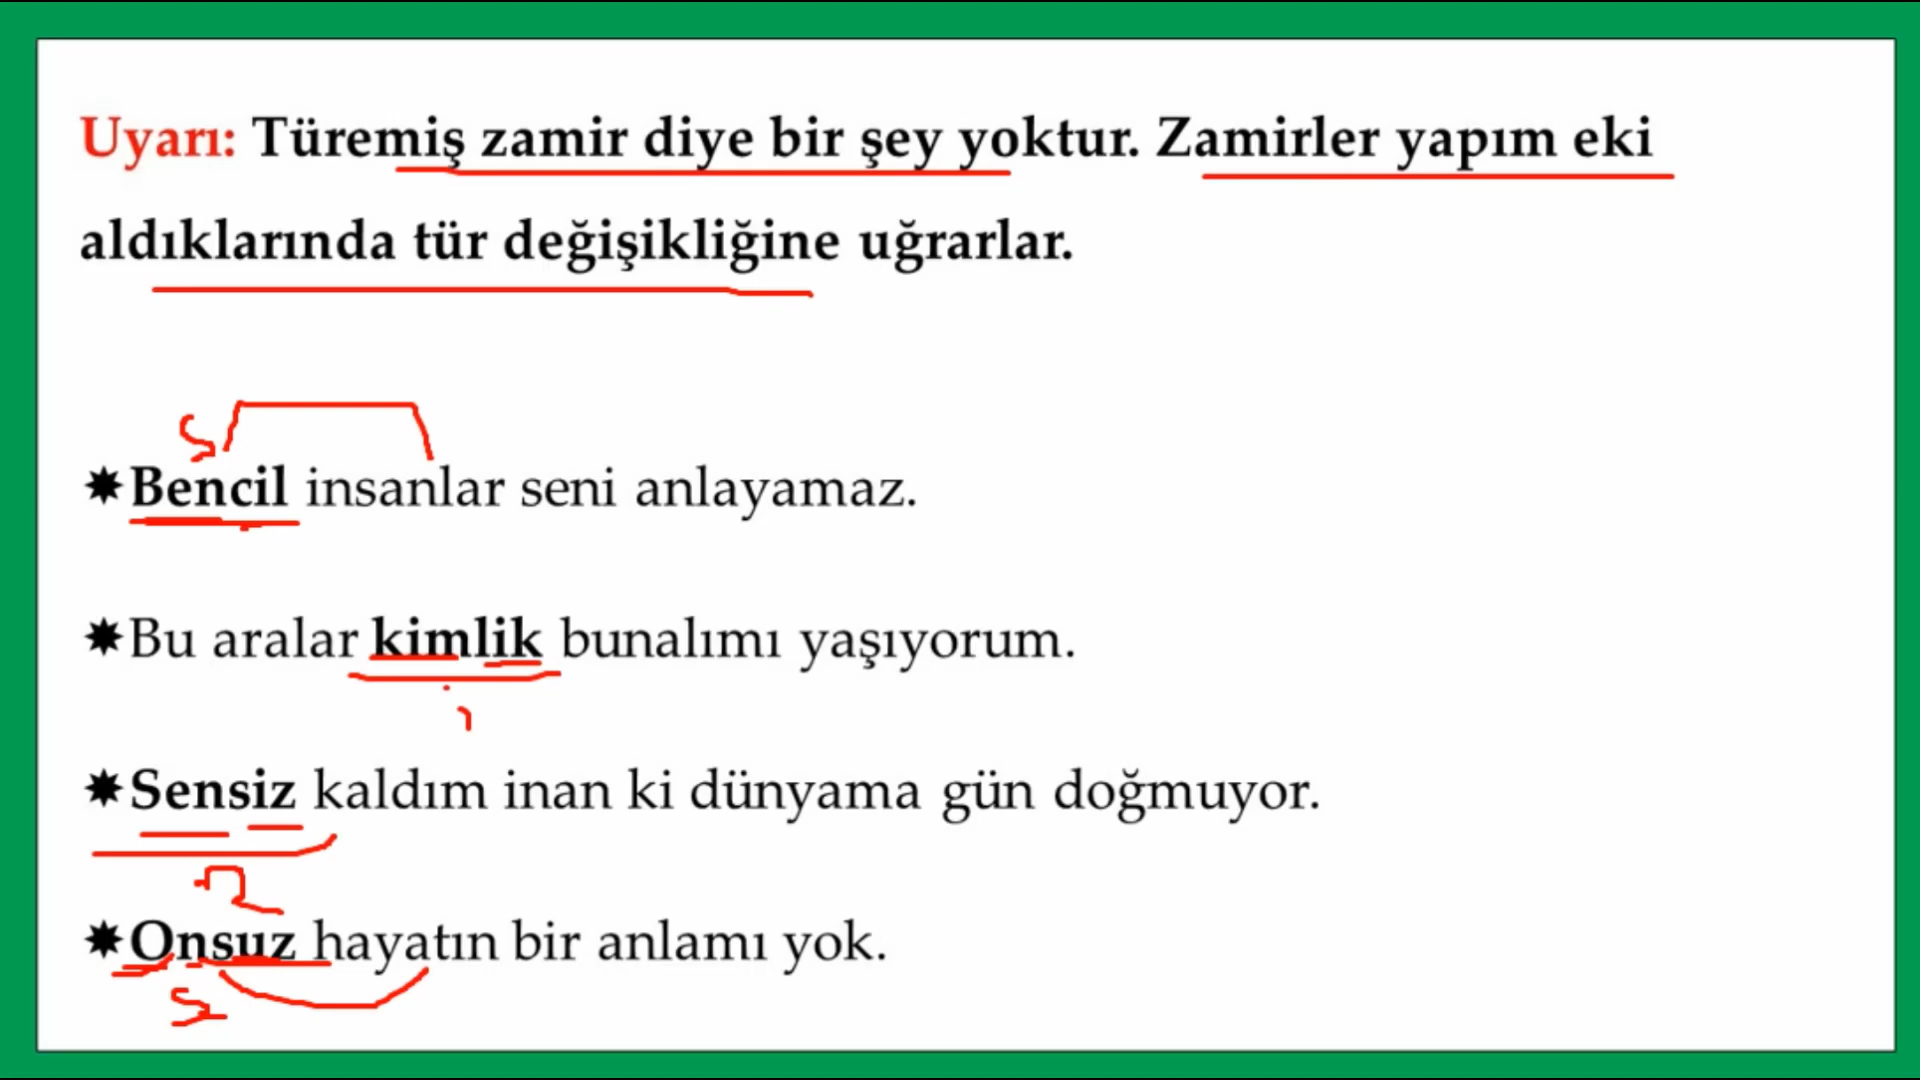 Uyarı: Türemiş zamir diye bir şey yoktur. Zamirler yapım eki
aldıklarında tür değişikliğine uğrarlar.
S
✷Bencil insanlar seni anlayamaz.
✷Bu aralar kimlik bunalımı yaşıyorum.
✷Sensiz kaldım inan ki dünyama gün doğmuyor.
✷Onsuz hayatın bir anlamı yok.
S